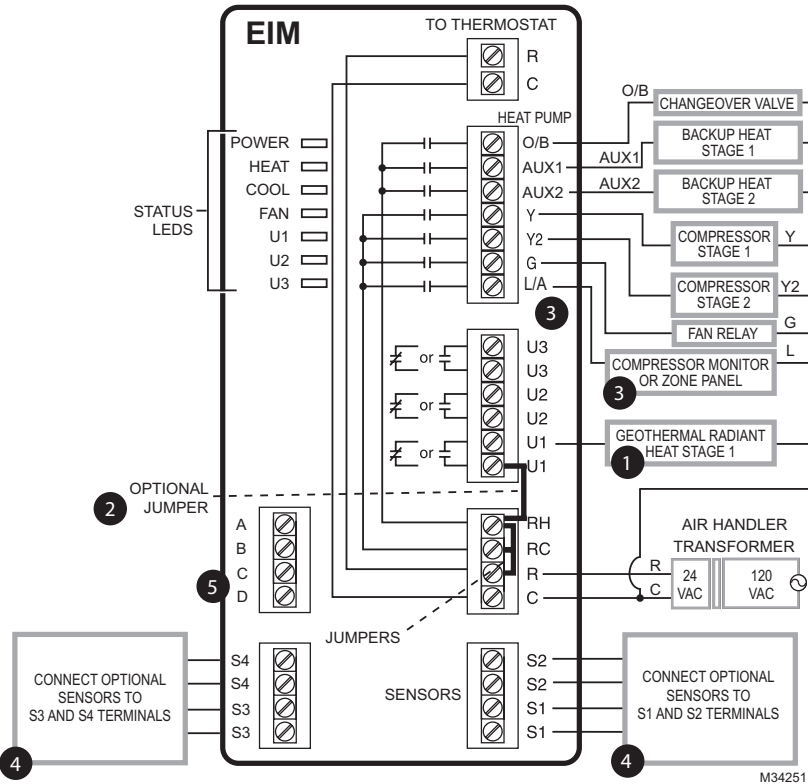 EIM
TO THERMOSTAT
R
C
HEAT PUMP
POWER
HEAT
COOL
FAN
U1
U2
U3
STATUS
LEDS
O/B
AUX1
AUX2
Y
Y2
G
L/A
3
O/B
CHANGEOVER VALVE
AUX1
BACKUP HEAT
STAGE 1
AUX2
BACKUP HEAT
STAGE 2
COMPRESSOR
STAGE 1
Y
COMPRESSOR
STAGE 2
Y2
FAN RELAY
G
COMPRESSOR MONITOR
OR ZONE PANEL
L
3
or
or
or
U3
U3
U2
U2
U1
U1
GEOTHERMAL RADIANT
HEAT STAGE 1
1
2
OPTIONAL
JUMPER
A
B
C
D
5
RH
RC
R
C
JUMPERS
AIR HANDLER
TRANSFORMER
R
C
24
VAC
120
VAC
CONNECT OPTIONAL
SENSORS TO
S3 AND S4 TERMINALS
4
S4
S4
S3
S3
SENSORS
S2
S2
S1
S1
CONNECT OPTIONAL
SENSORS TO
S1 AND S2 TERMINALS
4
M34251